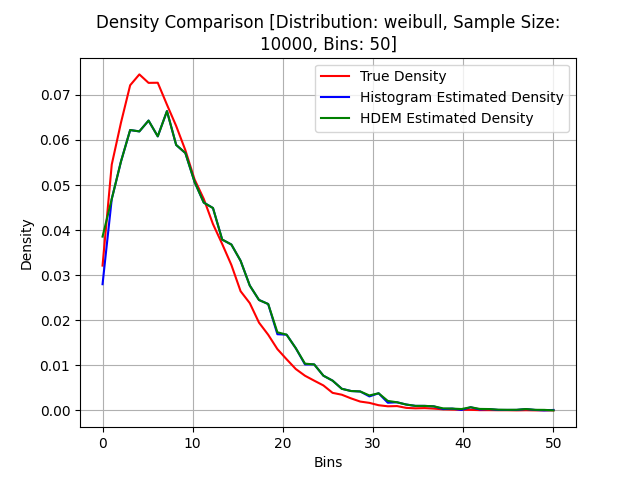 Density Comparison [Distribution: weibull, Sample Size:
10000, Bins: 50]
True Density
Histogram Estimated Density
HDEM Estimated Density
Density
0.07
0.06
0.05
0.04
0.03
0.02
0.01
0.00
0 10 20 30 40 50
Bins